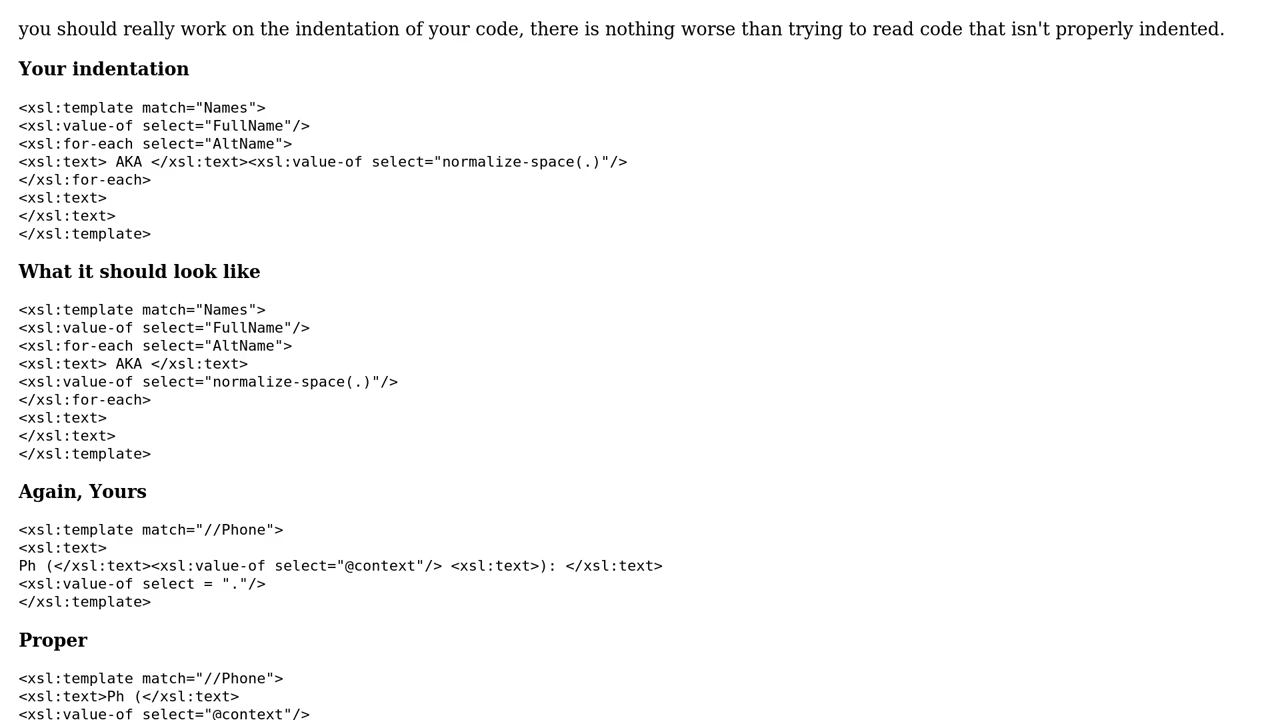 you should really work on the indentation of your code, there is nothing worse than trying to read code that isn't properly indented.
Your indentation
<xsl:template match="Names">
<xsl:value-of select="FullName"/>
<xsl:for-each select="AltName">
<xsl:text> AKA </xsl:text><xsl:value-of select="normalize-space(.)"/>
</xsl:for-each>
<xsl:text>
</xsl:text>
</xsl:template>
What it should look like
<xsl:template match="Names">
<xsl:value-of select="FullName"/>
<xsl:for-each select="AltName">
<xsl:text> AKA </xsl:text>
<xsl:value-of select="normalize-space(.)"/>
</xsl:for-each>
<xsl:text>
</xsl:text>
</xsl:template>
Again, Yours
<xsl:template match="//Phone">
<xsl:text>
Ph (</xsl:text><xsl:value-of select="@context"/> <xsl:text>): </xsl:text>
<xsl:value-of select = "."/>
</xsl:template>
Proper
<xsl:template match="//Phone">
<xsl:text>Ph (</xsl:text>
<xsl:value-of select="@context"/>